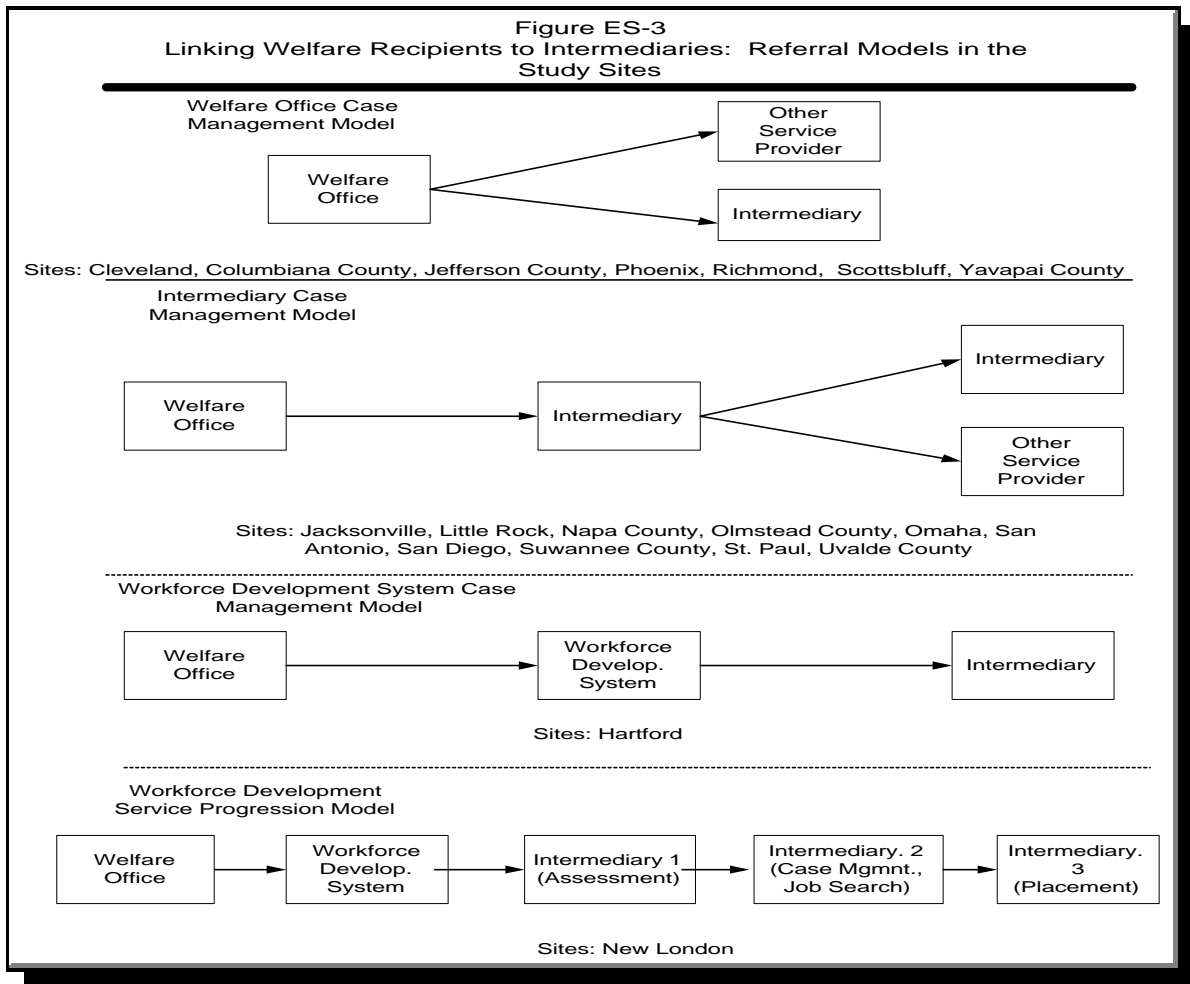 Figure ES-3
Linking Welfare Recipients to Intermediaries: Referral Models in the
Study Sites
Welfare Office Case
Management Model
Welfare
Office
Other
Service
Provider
Intermediary
Sites: Cleveland, Columbiana County, Jefferson County, Phoenix, Richmond, Scottsbluff, Yavapai County
Intermediary Case
Management Model
Welfare
Office
Intermediary
Intermediary
Other
Service
Provider
Sites: Jacksonville, Little Rock, Napa County, Olmstead County, Omaha, San
Antonio, San Diego, Suwannee County, St. Paul, Uvalde County
Workforce Development System Case
Management Model
Welfare
Office
Workforce
Develop.
System
Intermediary
Sites: Hartford
Workforce Development
Service Progression Model
Welfare
Office
Workforce
Develop.
System
Intermediary 1
(Assessment)
Intermediary. 2
(Case Mgmnt.,
Job Search)
Intermediary.
3
(Placement)
Sites: New London